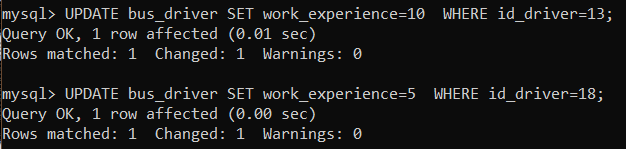 mysql> UPDATE bus_driver SET work_experience=10  WHERE id_driver=13;
Query OK, 1 row affected (0.01 sec)
Rows matched: 1  Changed: 1  Warnings: 0

mysql> UPDATE bus_driver SET work_experience=5  WHERE id_driver=18;
Query OK, 1 row affected (0.00 sec)
Rows matched: 1  Changed: 1  Warnings: 0